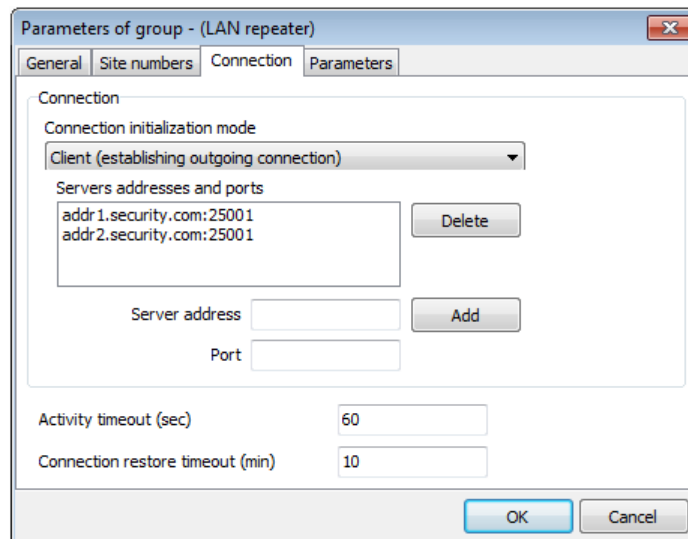 Parameters of group - (LAN repeater)
General Site numbers Connection Parameters
Connection
Connection initialization mode
Client (establishing outgoing connection)
Servers addresses and ports
addr1.security.com:25001
addr2.security.com:25001
Delete
Server address
Add
Port
Activity timeout (sec) 60
Connection restore timeout (min) 10
OK Cancel